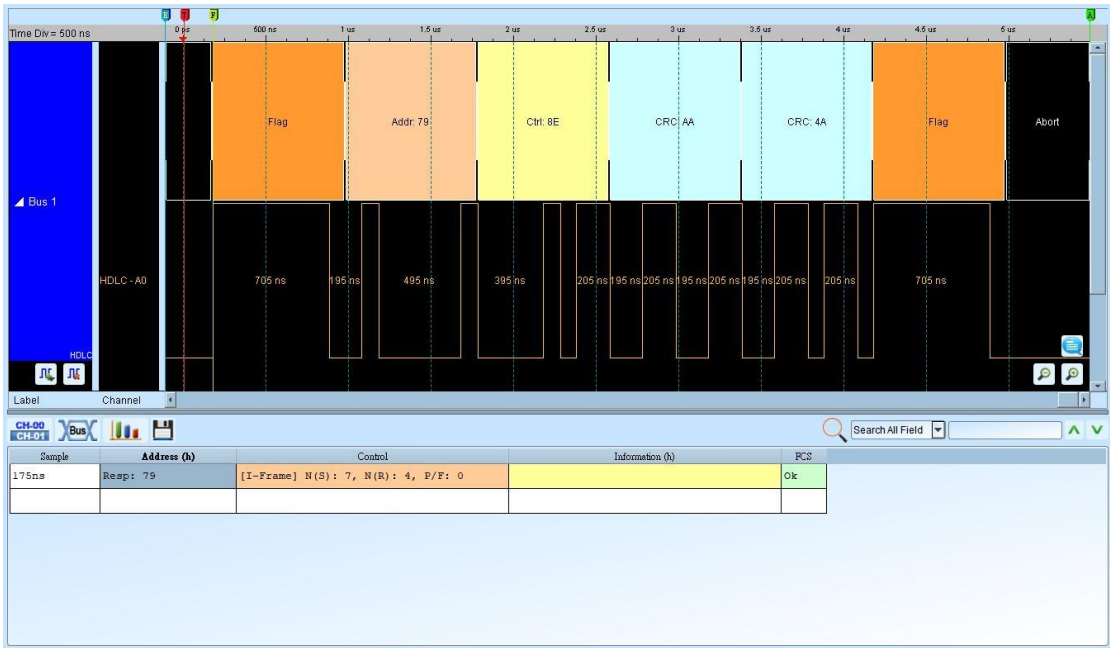 E T F A
Time Div = 500 ns 0 ps 500 ns 1 us 1.5 us 2 us 2.5 us 3 us 3.5 us 4 us 4.5 us 5 us
Flag Addr: 79 Ctrl: 8E CRC: AA CRC: 4A Flag Abort
Bus 1
HDLC - A0 705 ns 195 ns 495 ns 395 ns 205 ns 195 ns 205 ns 195 ns 205 ns 195 ns 205 ns 205 ns 705 ns
HDLC
Label Channel
CH-00
CH-01 Bus Search All Field
Sample Address (h) Control Information (h) FCS
175ns Resp: 79 [I-Frame] N(S): 7, N(R): 4, P/F: 0 Ok